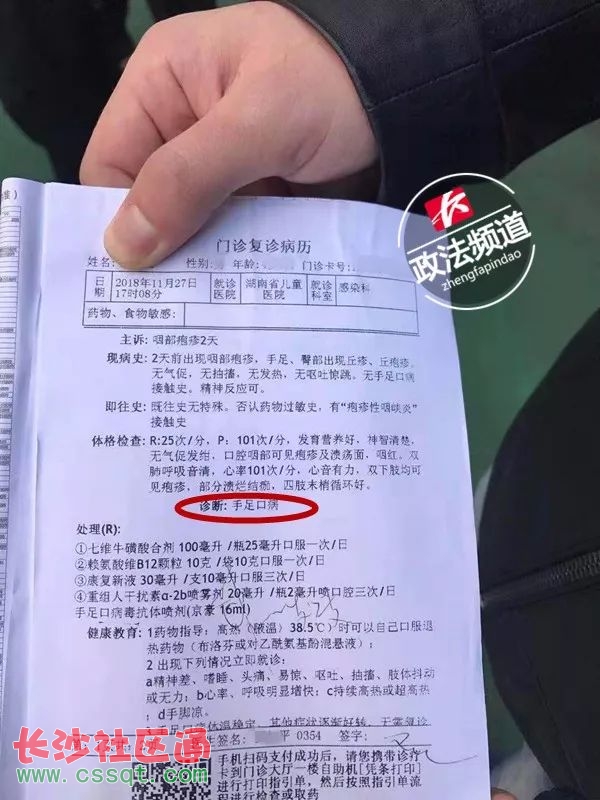 门诊复诊病历
姓名: 性别: 年龄: 门诊卡号:
日期 2018年11月27日 17时08分 就诊医院 湖南省儿童医院 就诊科室 感染科
药物、食物敏感:
主诉: 咽部疱疹2天
现病史: 2天前出现咽部疱疹，手足、臀部出现丘疹、丘疱疹。
无气促，无抽搐，无发热，无呕吐惊跳。无手足口病
接触史。精神反应可。
即往史: 既往史无特殊。否认药物过敏史，有“疱疹性咽峡炎”
接触史
体格检查: R:25次/分，P: 101次/分，发育营养好，神智清楚，
无气促发绀，口腔咽部可见疱疹及溃疡面，咽红。双
肺呼吸音清，心率101次/分，心音有力，双下肢均可
见疱疹、部分溃烂结痂，四肢末梢循环好。
诊断: 手足口病
处理(R):
①七维牛磺酸合剂 100毫升 /瓶25毫升口服一次/日
②赖氨酸维B12颗粒 10克 /袋10克口服一次/日
③康复新液 30毫升 /支10毫升口服三次/日
④重组人干扰素α-2b喷雾剂 20毫升 /瓶2毫升喷口腔三次/日
手足口病毒抗体喷剂(京豪 16ml)
健康教育: 1药物指导: 高热(腋温) 38.5℃)时可以自己口服退
热药物(布洛芬或对乙酰氨基酚混悬液);
2 出现下列情况立即就诊:
a精神差、嗜睡、头痛、易惊、呕吐、抽搐、肢体抖动
或无力; b心率、呼吸明显增快; c持续高热或超高热
; d手脚凉。
手足口病体温稳定，其他症状逐渐好转，无需复诊
生签名: 平 0354 签字:
手机扫码支付成功后，请您携带诊疗
卡到门诊大厅一楼自助机[凭条打印]
进行打印指引单，然后按照指引单流
程进行检查或取药
政法频道
zhengfapindao
长沙社区通
www.cssqt.com